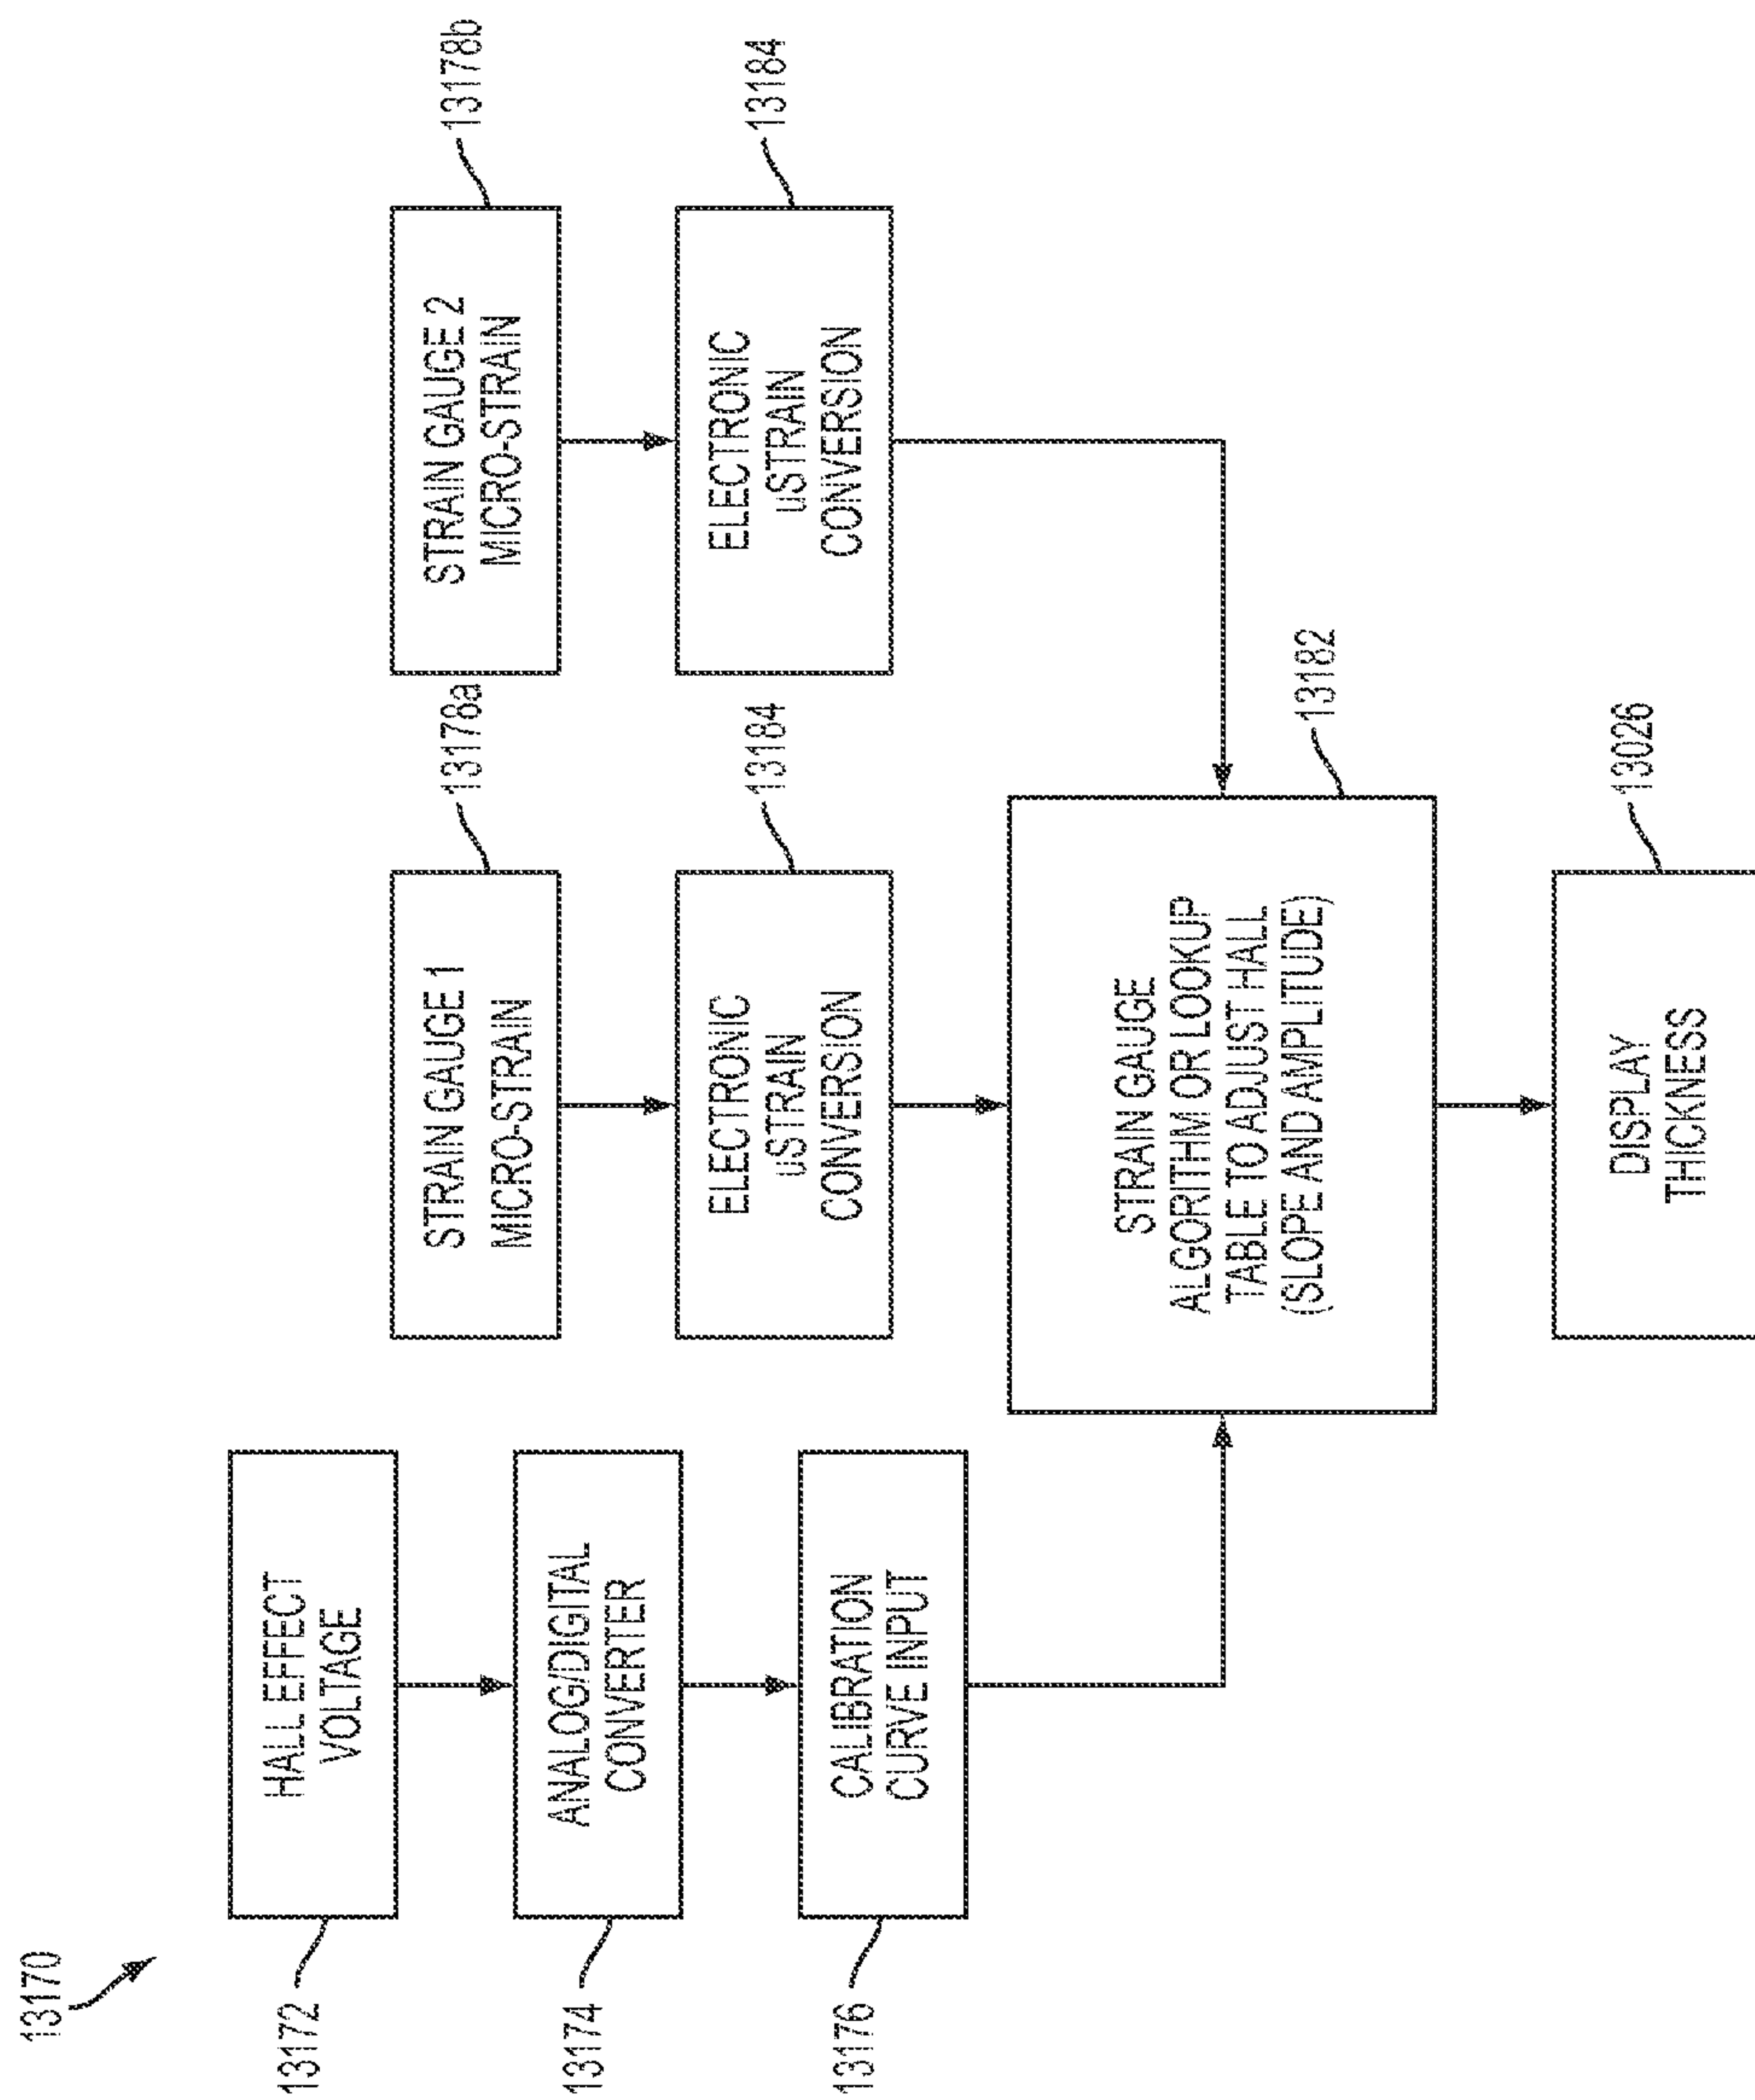 13170
13172
HALL EFFECT
VOLTAGE
13174
ANALOG/DIGITAL
CONVERTER
13176
CALIBRATION
CURVE INPUT
13178a
STRAIN GAUGE 1
MICRO-STRAIN
13184
ELECTRONIC
uSTRAIN
CONVERSION
13178b
STRAIN GAUGE 2
MICRO-STRAIN
13184
ELECTRONIC
uSTRAIN
CONVERSION
13182
STRAIN GAUGE
ALGORITHM OR LOOKUP
TABLE TO ADJUST HALL
(SLOPE AND AMPLITUDE)
13026
DISPLAY
THICKNESS